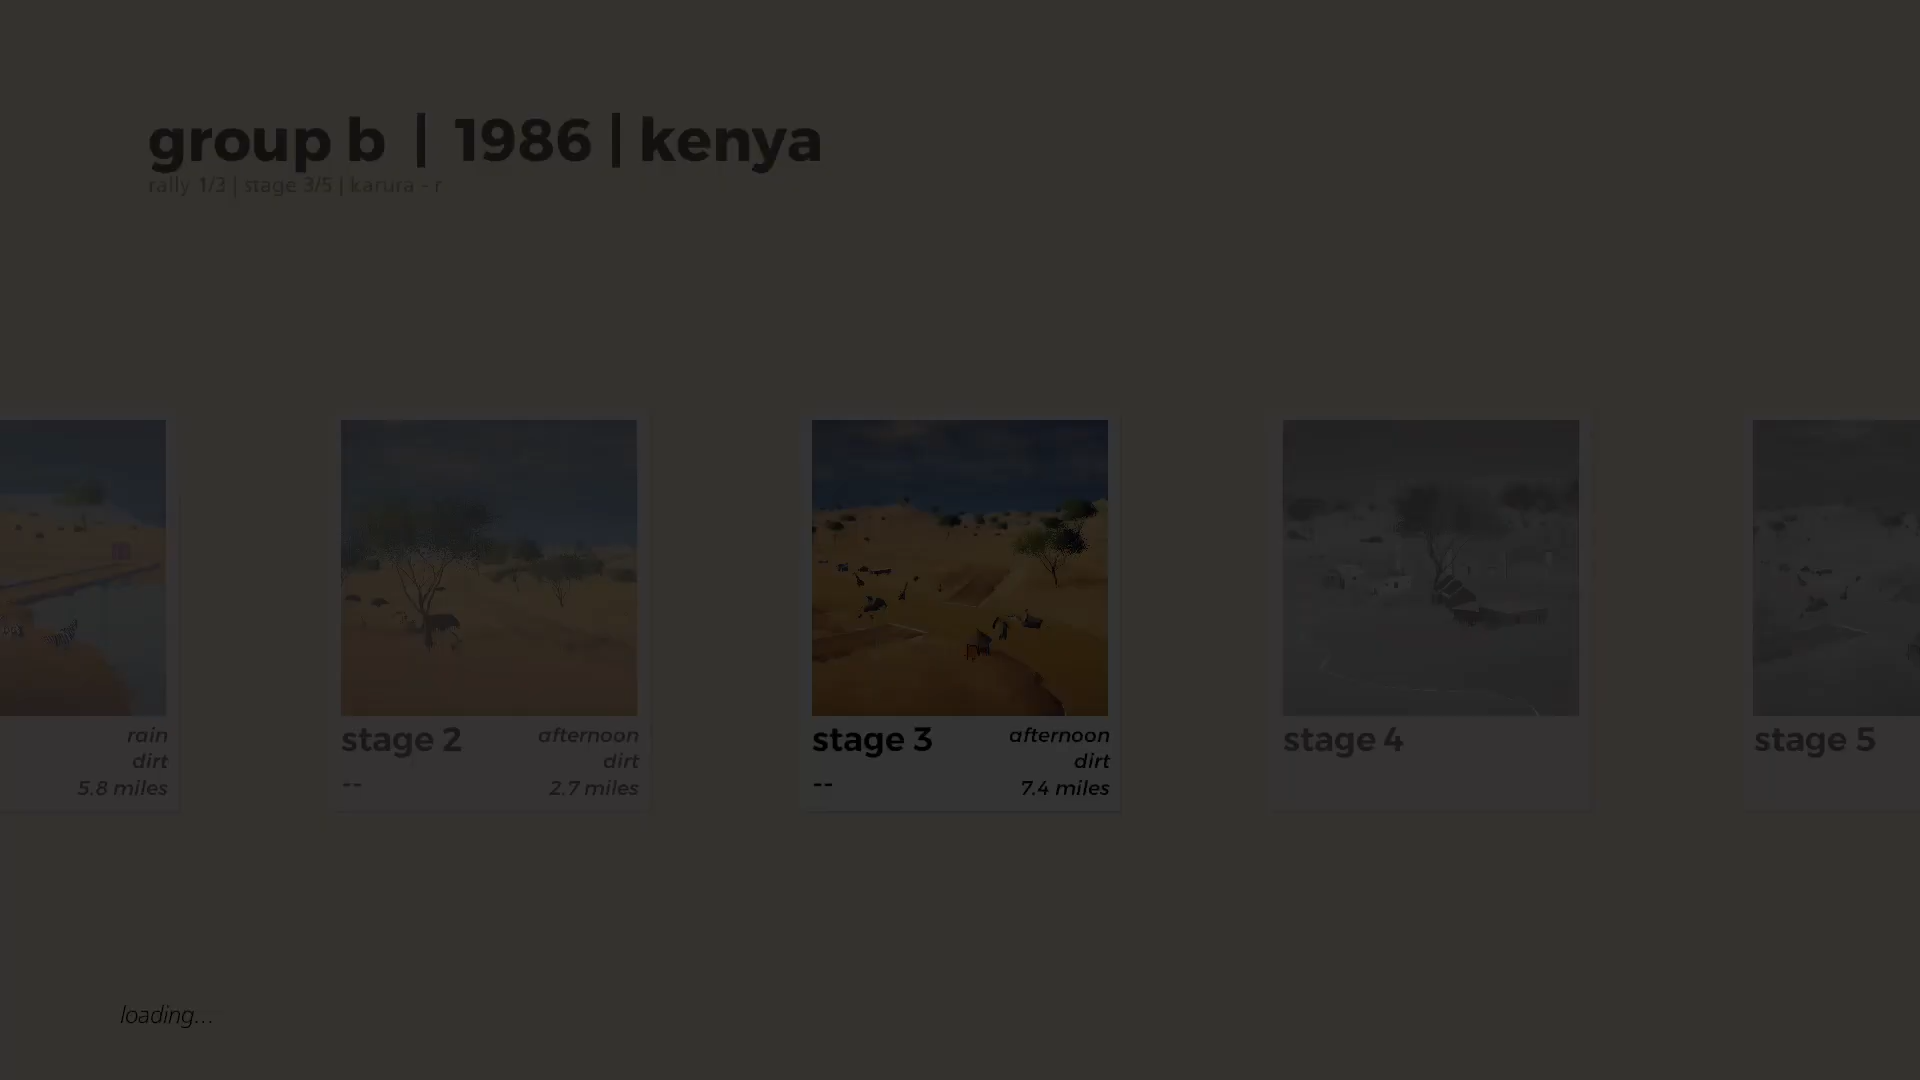 group b | 1986 | kenya
rally 1/3 | stage 3/5 | karura - r
rain
dirt
5.8 miles
stage 2
afternoon
dirt
--
2.7 miles
stage 3
afternoon
dirt
--
7.4 miles
stage 4
stage 5
loading...